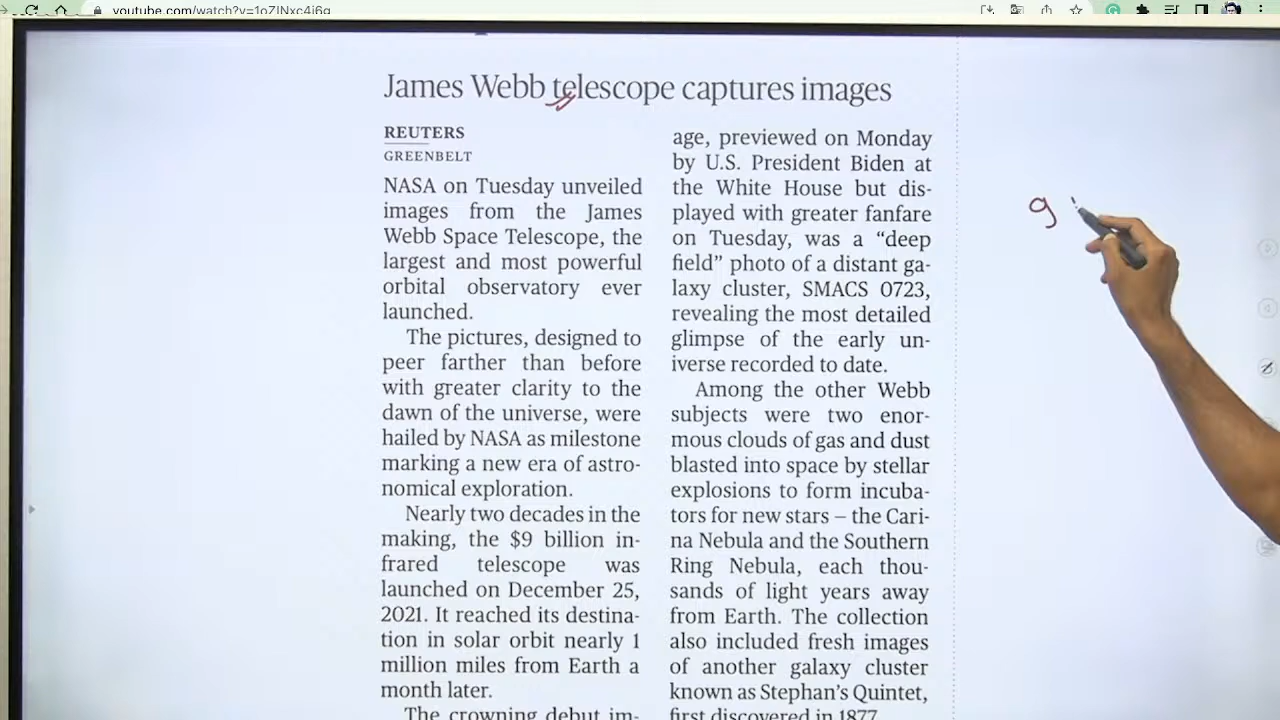 youtube.com/watch?v=1oZlNxc4i6g
James Webb telescope captures images
REUTERS
GREENBELT
NASA on Tuesday unveiled
images from the James
Webb Space Telescope, the
largest and most powerful
orbital observatory ever
launched.
The pictures, designed to
peer farther than before
with greater clarity to the
dawn of the universe, were
hailed by NASA as milestone
marking a new era of astro-
nomical exploration.
Nearly two decades in the
making, the $9 billion in-
frared telescope was
launched on December 25,
2021. It reached its destina-
tion in solar orbit nearly 1
million miles from Earth a
month later.
The crowning debut im-
age, previewed on Monday
by U.S. President Biden at
the White House but dis-
played with greater fanfare
on Tuesday, was a “deep
field” photo of a distant ga-
laxy cluster, SMACS 0723,
revealing the most detailed
glimpse of the early un-
iverse recorded to date.
Among the other Webb
subjects were two enor-
mous clouds of gas and dust
blasted into space by stellar
explosions to form incuba-
tors for new stars – the Cari-
na Nebula and the Southern
Ring Nebula, each thou-
sands of light years away
from Earth. The collection
also included fresh images
of another galaxy cluster
known as Stephan’s Quintet,
first discovered in 1877
9